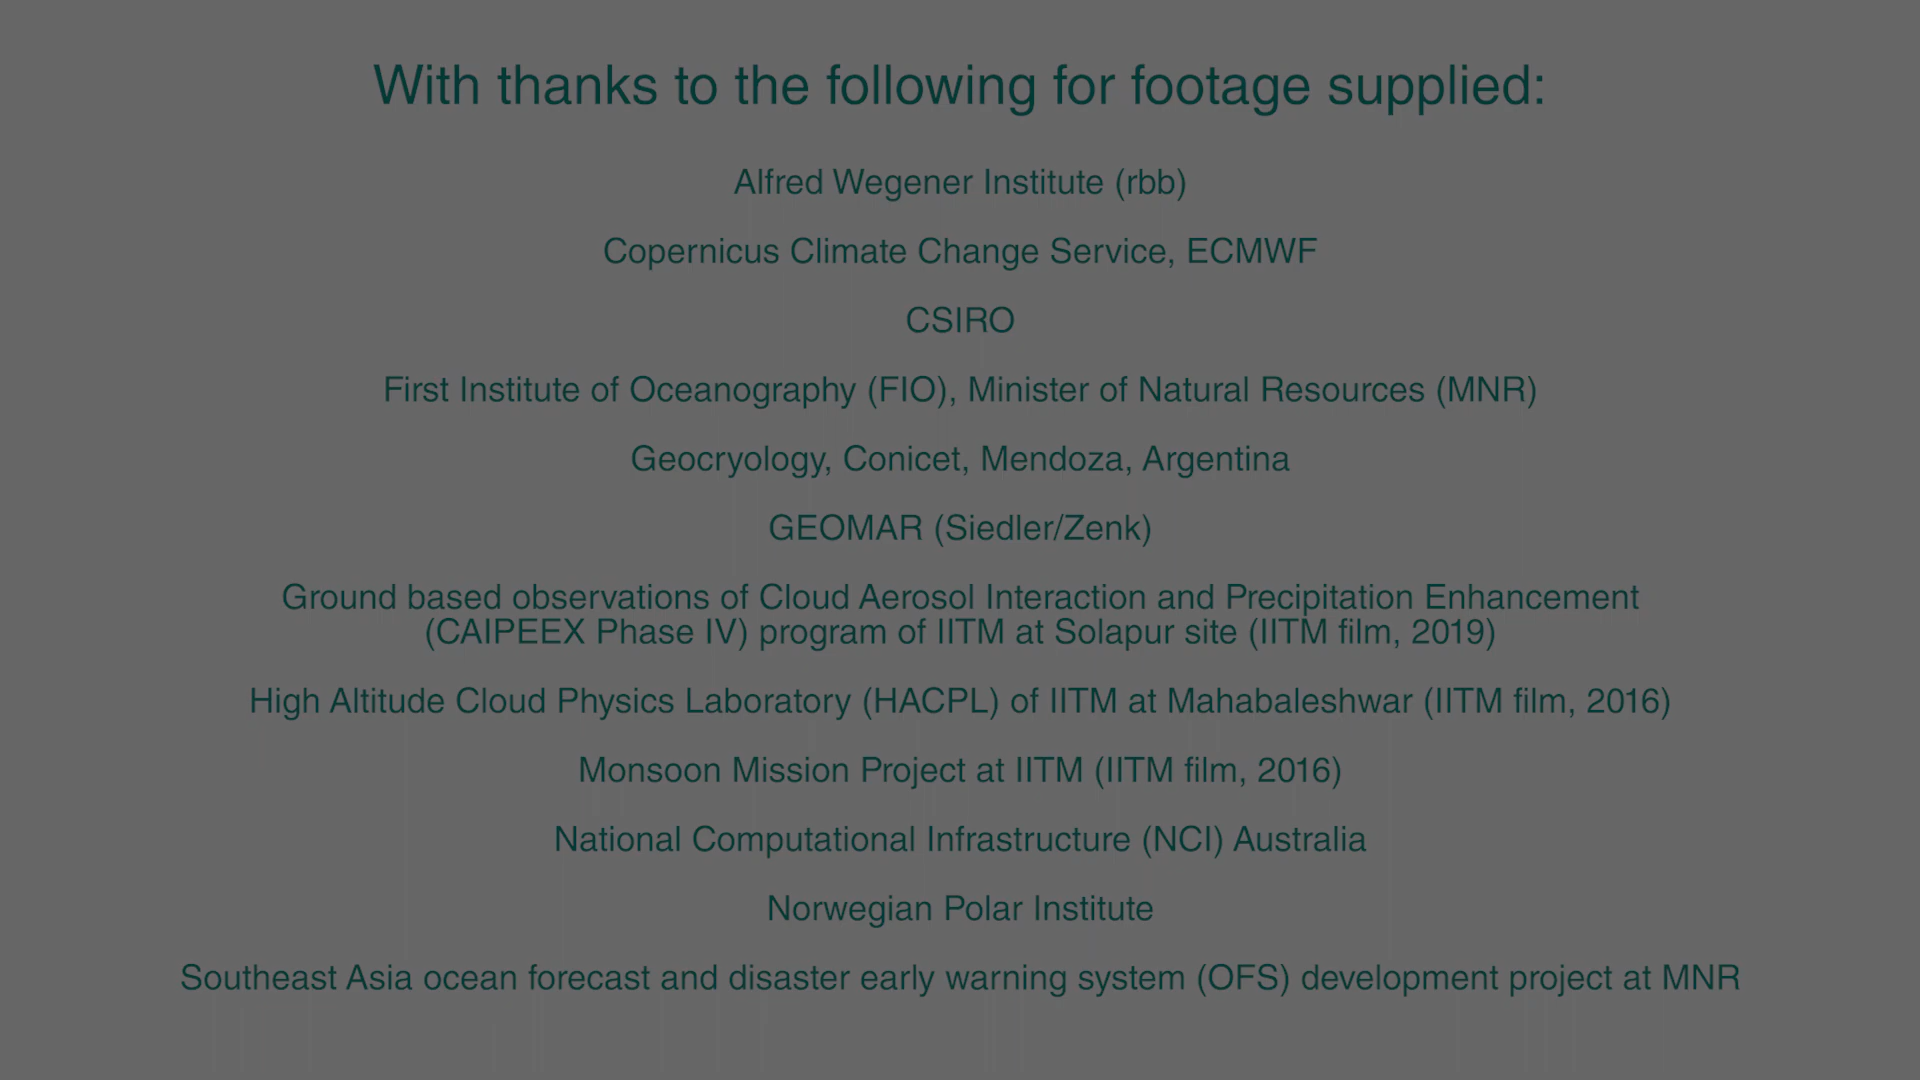 With thanks to the following for footage supplied:
Alfred Wegener Institute (rbb)
Copernicus Climate Change Service, ECMWF
CSIRO
First Institute of Oceanography (FIO), Minister of Natural Resources (MNR)
Geocryology, Conicet, Mendoza, Argentina
GEOMAR (Siedler/Zenk)
Ground based observations of Cloud Aerosol Interaction and Precipitation Enhancement
(CAIPEEX Phase IV) program of IITM at Solapur site (IITM film, 2019)
High Altitude Cloud Physics Laboratory (HACPL) of IITM at Mahabaleshwar (IITM film, 2016)
Monsoon Mission Project at IITM (IITM film, 2016)
National Computational Infrastructure (NCI) Australia
Norwegian Polar Institute
Southeast Asia ocean forecast and disaster early warning system (OFS) development project at MNR